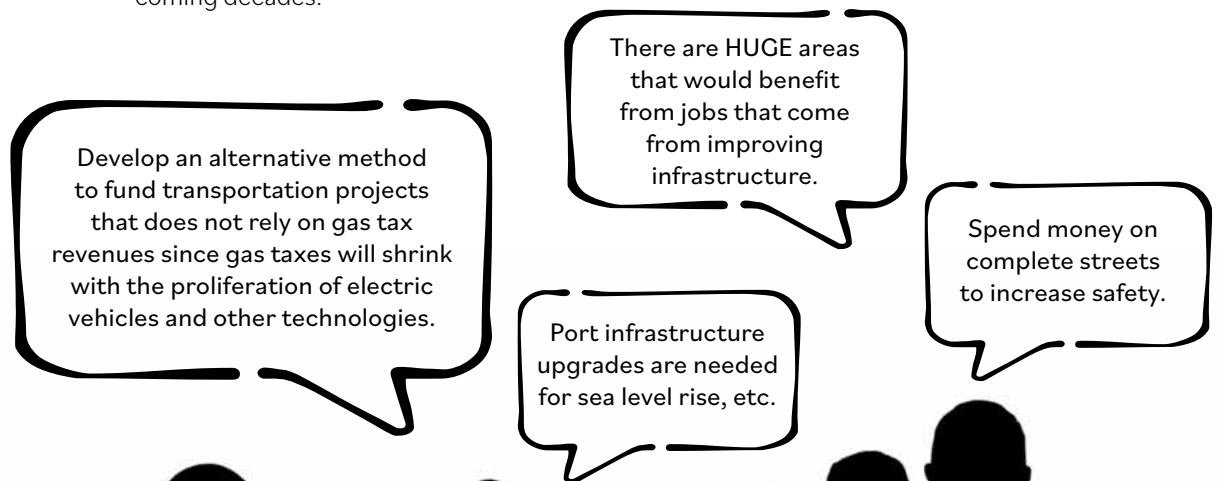 coming decades.
There are HUGE areas
that would benefit
from jobs that come
from improving
infrastructure.
Develop an alternative method
to fund transportation projects
that does not rely on gas tax
revenues since gas taxes will shrink
with the proliferation of electric
vehicles and other technologies.
Spend money on
complete streets
to increase safety.
Port infrastructure
upgrades are needed
for sea level rise, etc.